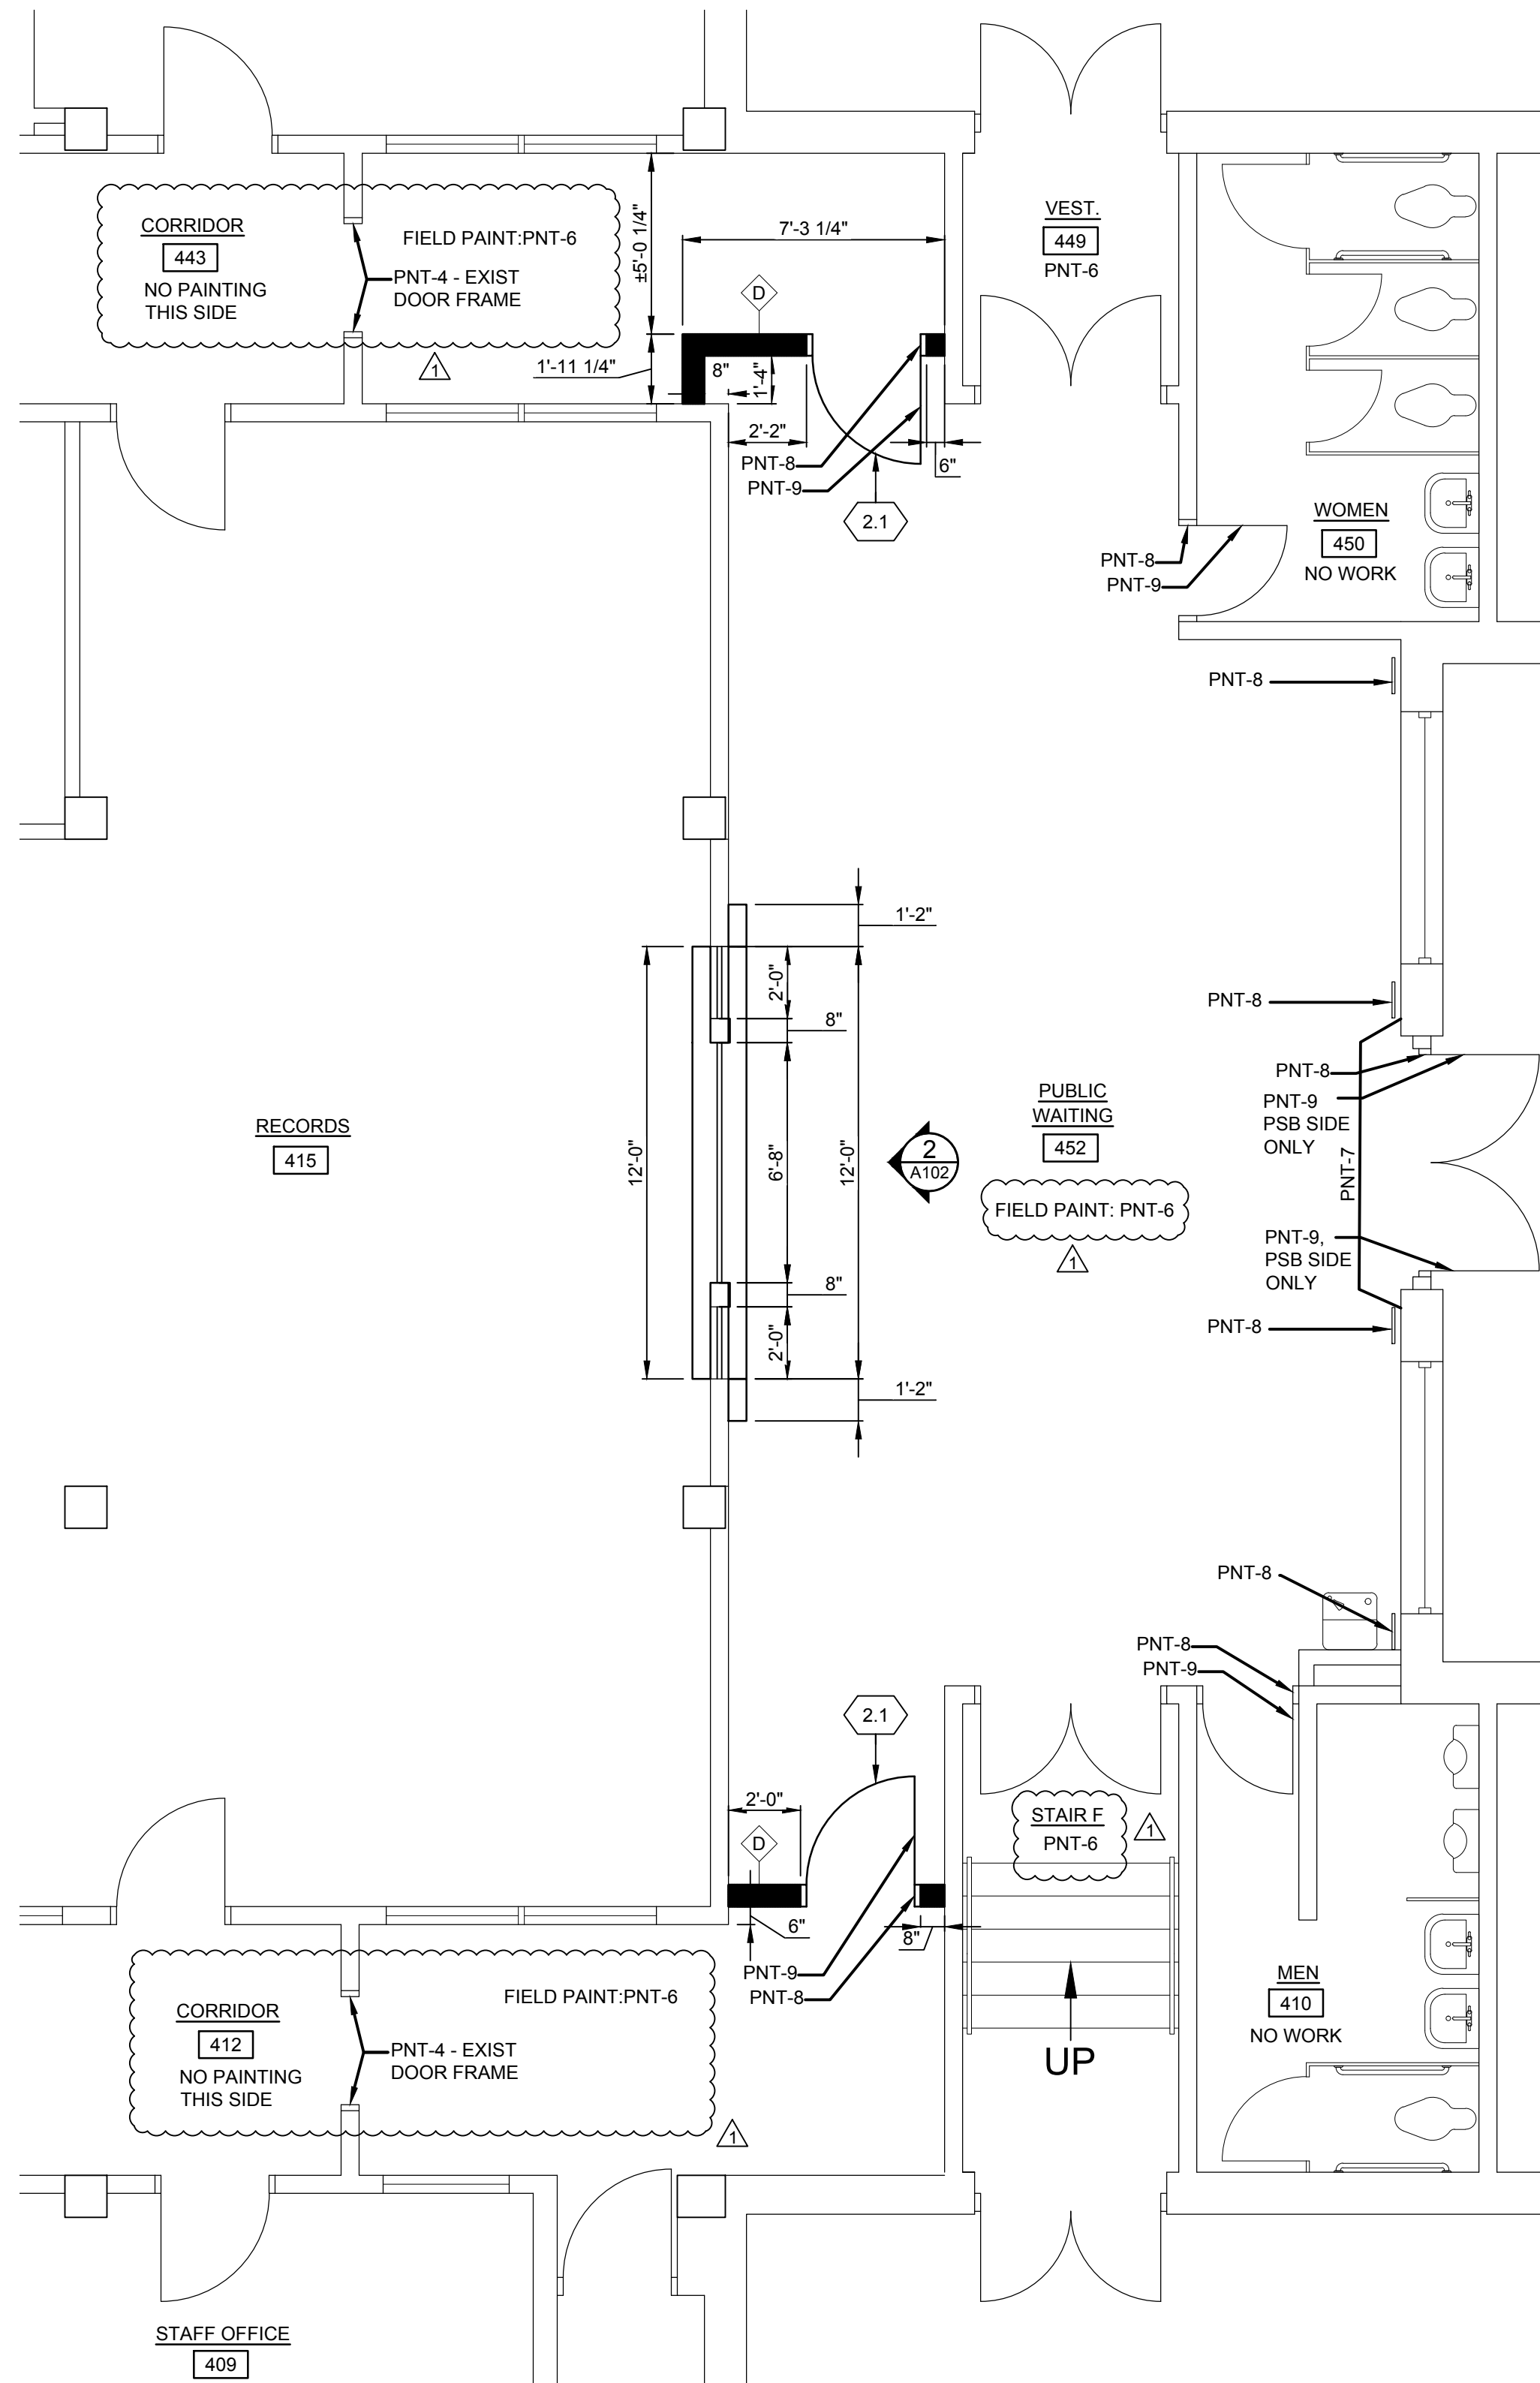 CORRIDOR
443
NO PAINTING
THIS SIDE
FIELD PAINT:PNT-6
PNT-4 - EXIST
DOOR FRAME
1
±5'-0 1/4"
1'-11 1/4"
7'-3 1/4"
D
8"
1'-4"
2'-2"
PNT-8
PNT-9
6"
2.1
VEST.
449
PNT-6
WOMEN
450
NO WORK
PNT-8
PNT-9
PNT-8
1'-2"
2'-0"
8"
12'-0"
6'-8"
12'-0"
8"
2'-0"
1'-2"
RECORDS
415
2
A102
PUBLIC
WAITING
452
FIELD PAINT: PNT-6
1
PNT-8
PNT-8
PNT-9
PSB SIDE
ONLY
PNT-7
PNT-9,
PSB SIDE
ONLY
PNT-8
PNT-8
PNT-8
PNT-9
2.1
2'-0"
D
6"
8"
PNT-9
PNT-8
STAIR F
PNT-6
1
UP
MEN
410
NO WORK
CORRIDOR
412
NO PAINTING
THIS SIDE
FIELD PAINT:PNT-6
PNT-4 - EXIST
DOOR FRAME
1
STAFF OFFICE
409